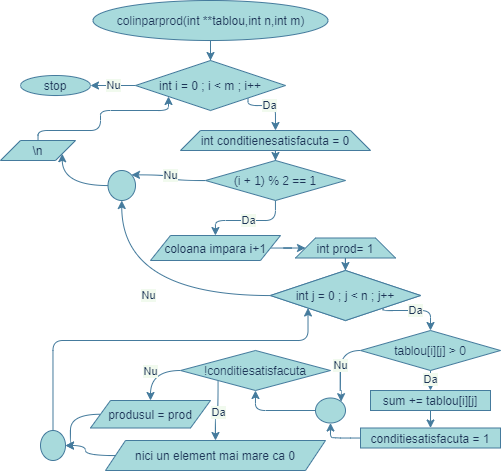 colinparprod(int **tablou,int n,int m)
stop
Nu
int i = 0 ; i < m ; i++
Da
\n
int conditienesatisfacuta = 0
Nu
(i + 1) % 2 == 1
Da
coloana impara i+1
int prod= 1
Nu
int j = 0 ; j < n ; j++
Da
tablou[i][j] > 0
Nu
Da
!conditiesatisfacuta
Nu
Da
sum += tablou[i][j]
produsul = prod
conditiesatisfacuta = 1
nici un element mai mare ca 0